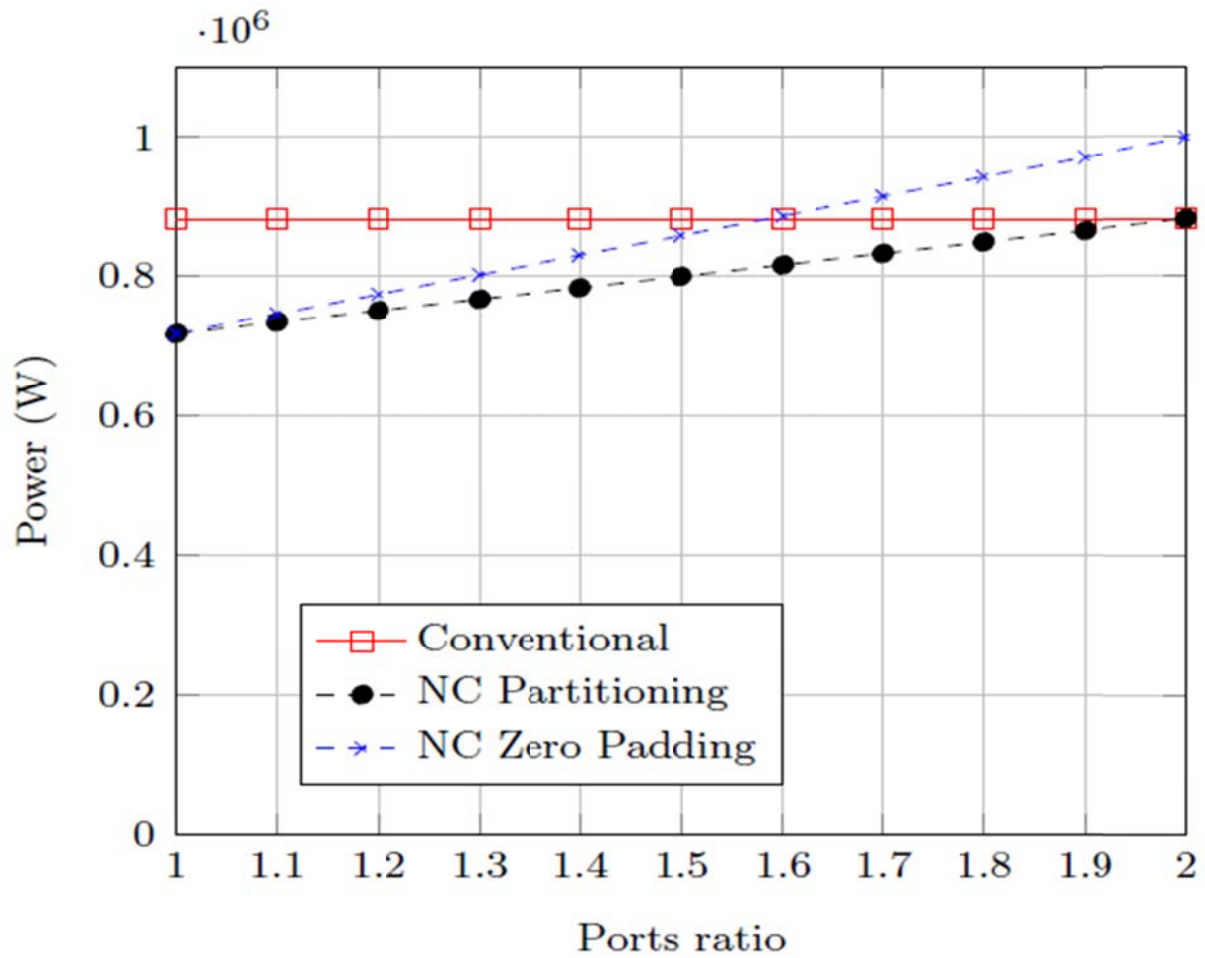 ·10⁶
1
0.8
0.6
0.4
0.2
0
Power (W)
Conventional
NC Partitioning
NC Zero Padding
1 1.1 1.2 1.3 1.4 1.5 1.6 1.7 1.8 1.9 2
Ports ratio